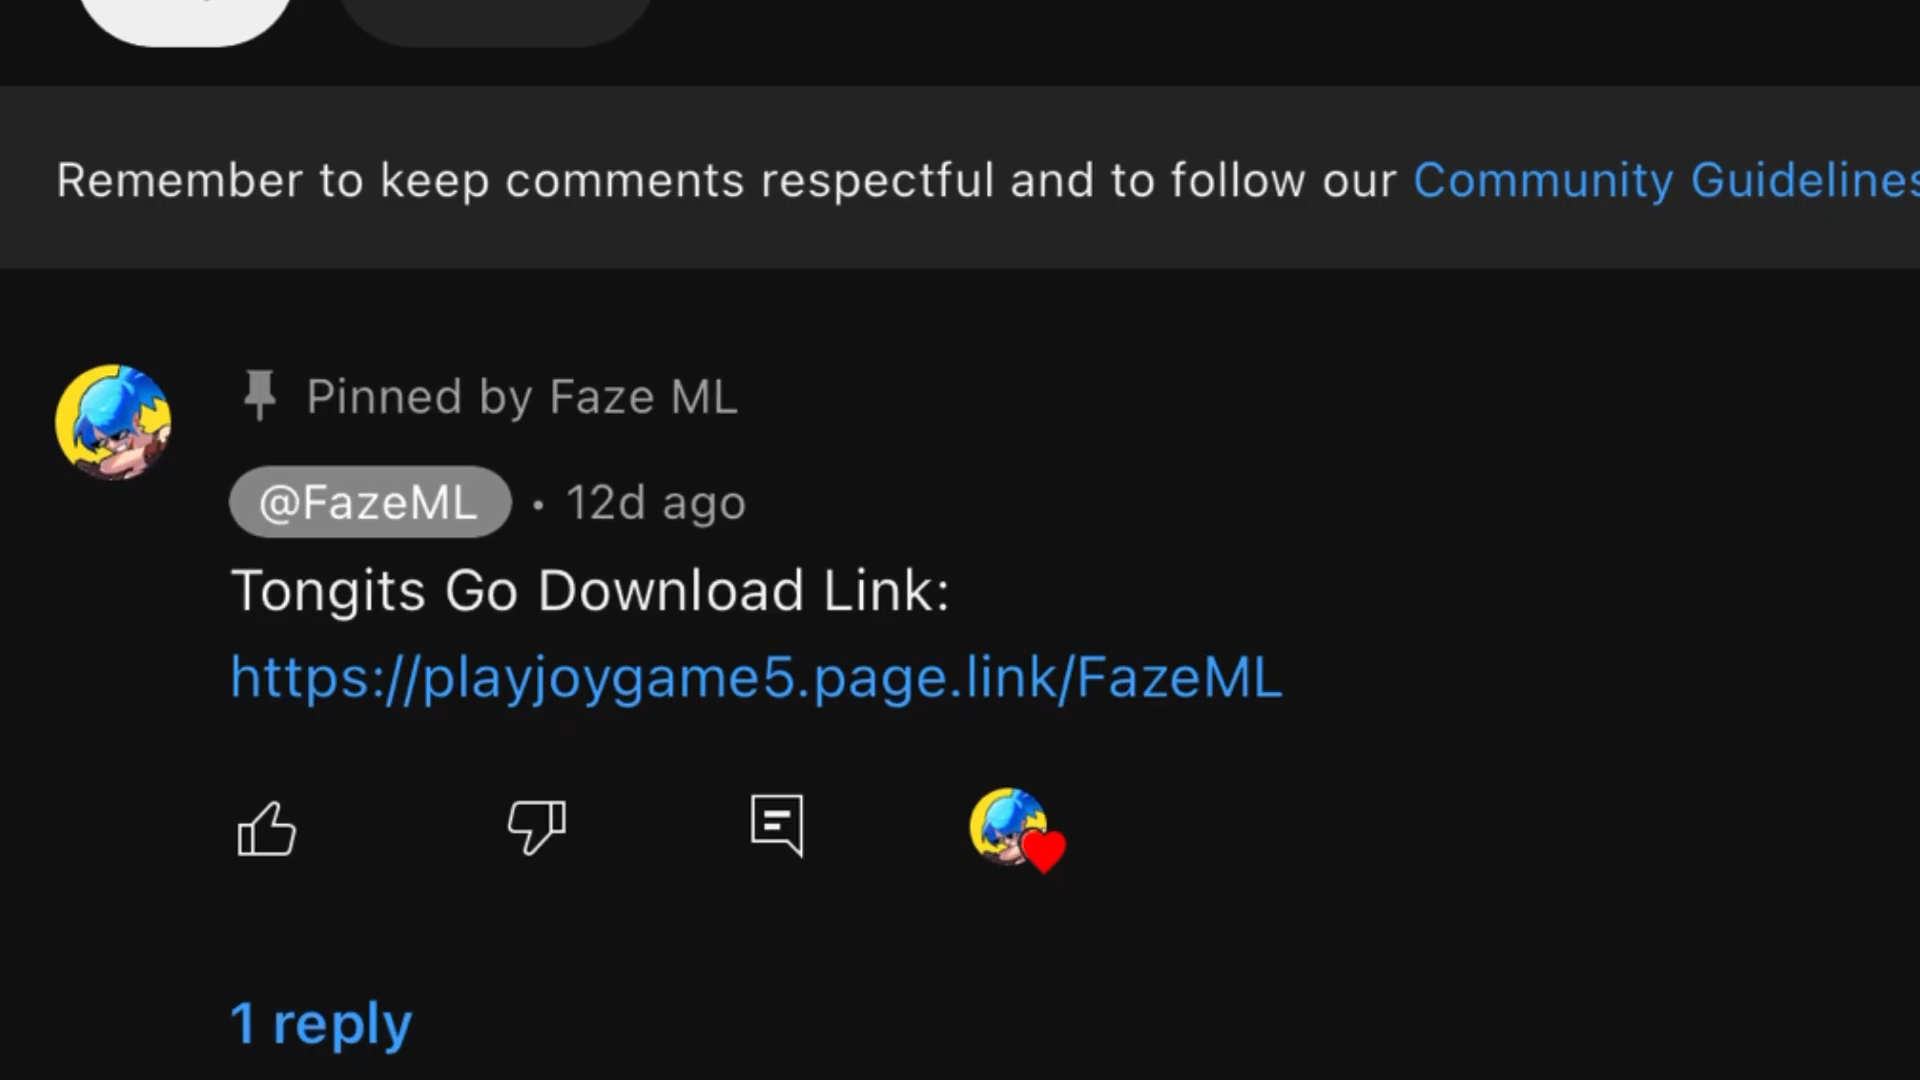 Remember to keep comments respectful and to follow our Community Guidelines
Pinned by Faze ML
@FazeML • 12d ago
Tongits Go Download Link:
https://playjoygame5.page.link/FazeML
1 reply